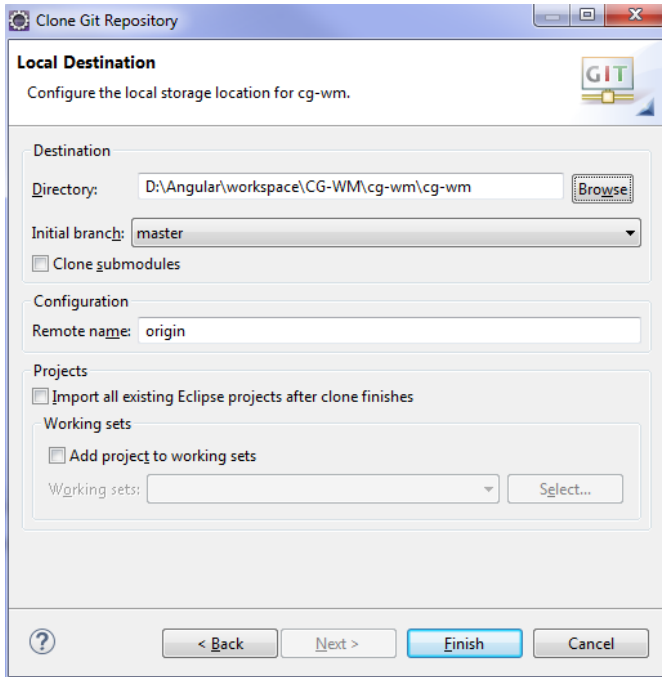 Clone Git Repository
Local Destination
Configure the local storage location for cg-wm.
GIT
Destination
Directory: D:\Angular\workspace\CG-WM\cg-wm\cg-wm Browse
Initial branch: master
Clone submodules
Configuration
Remote name: origin
Projects
Import all existing Eclipse projects after clone finishes
Working sets
Add project to working sets
Working sets: Select...
? < Back Next > Finish Cancel